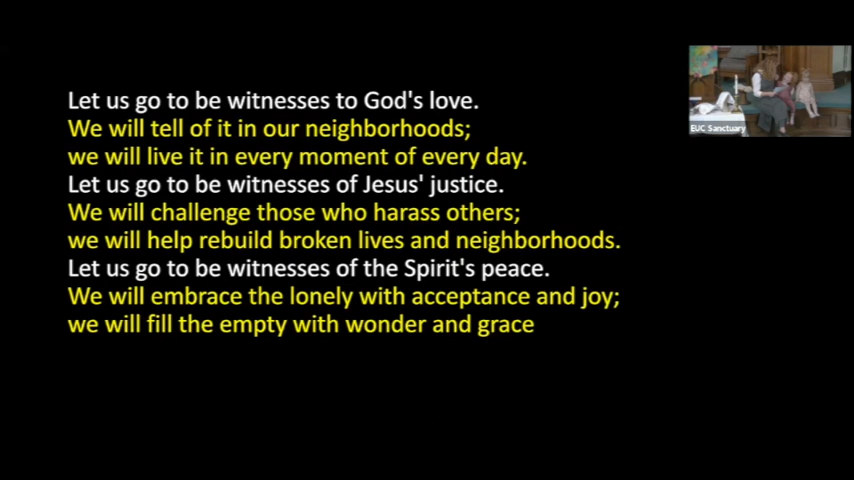 Let us go to be witnesses to God's love.
We will tell of it in our neighborhoods;
we will live it in every moment of every day.
Let us go to be witnesses of Jesus' justice.
We will challenge those who harass others;
we will help rebuild broken lives and neighborhoods.
Let us go to be witnesses of the Spirit's peace.
We will embrace the lonely with acceptance and joy;
we will fill the empty with wonder and grace
EUC Sanctuary